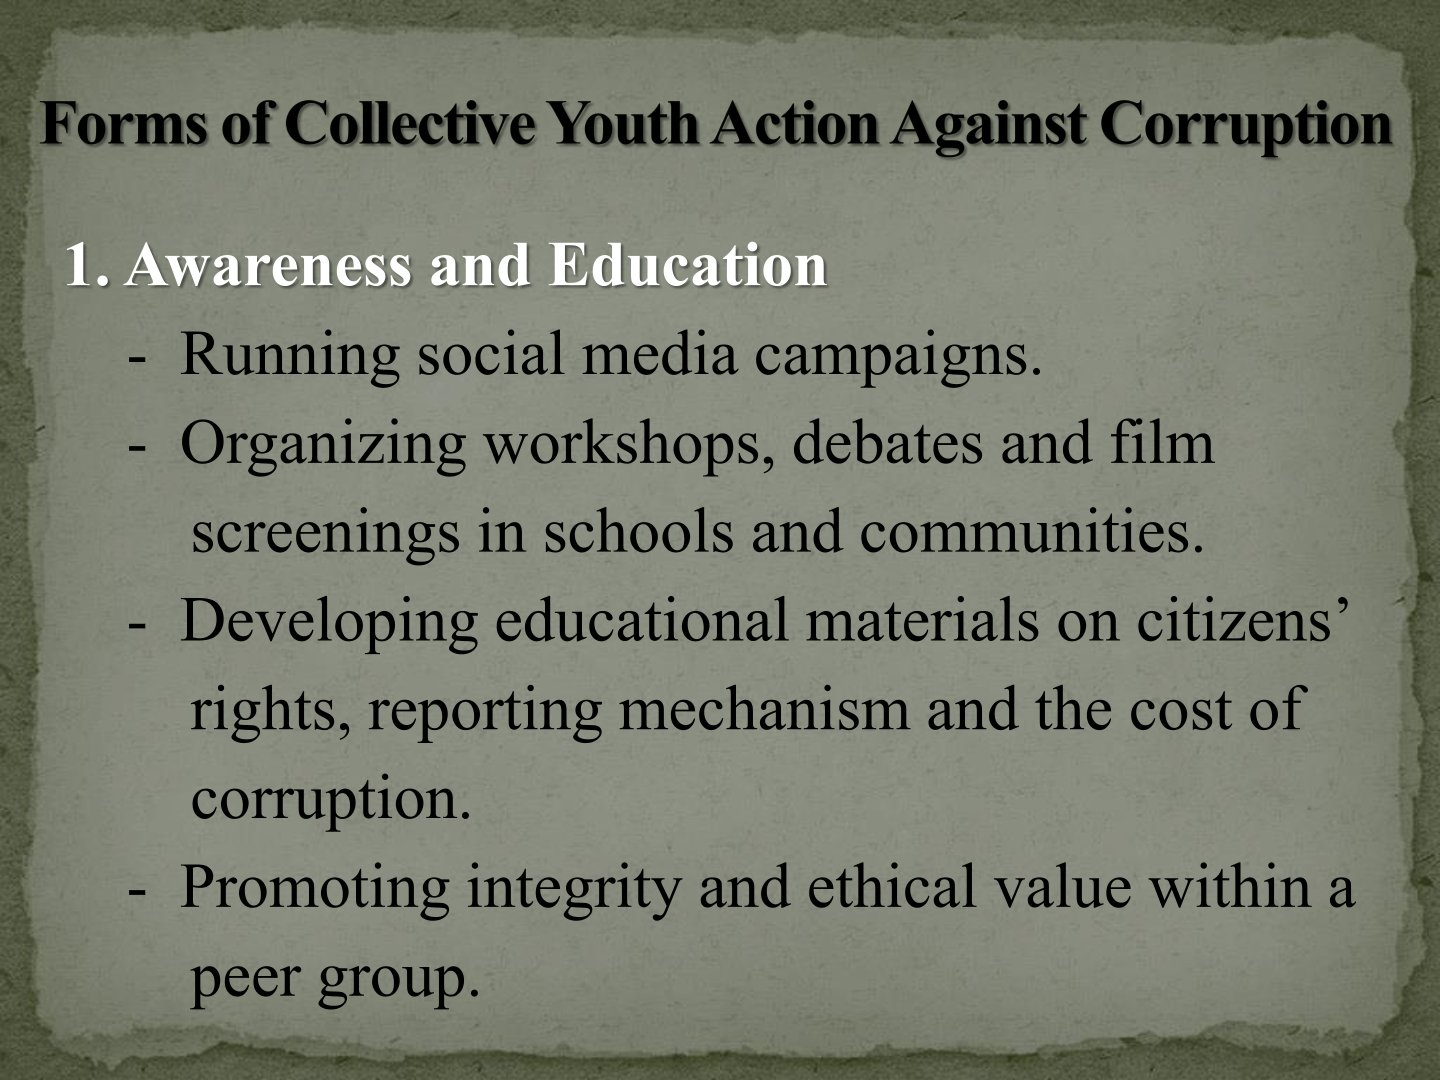 Forms of Collective Youth Action Against Corruption
1. Awareness and Education
- Running social media campaigns.
- Organizing workshops, debates and film
screenings in schools and communities.
- Developing educational materials on citizens’
rights, reporting mechanism and the cost of
corruption.
- Promoting integrity and ethical value within a
peer group.